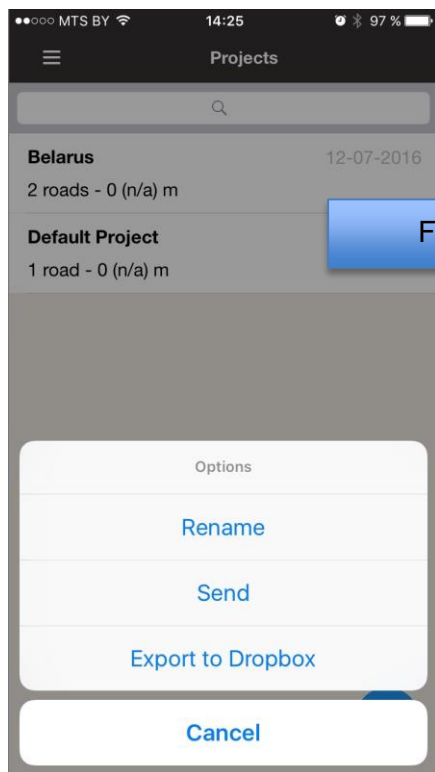 MTS BY 14:25 97 %
Projects
Belarus 12-07-2016
2 roads - 0 (n/a) m
Default Project
1 road - 0 (n/a) m
F
Options
Rename
Send
Export to Dropbox
Cancel